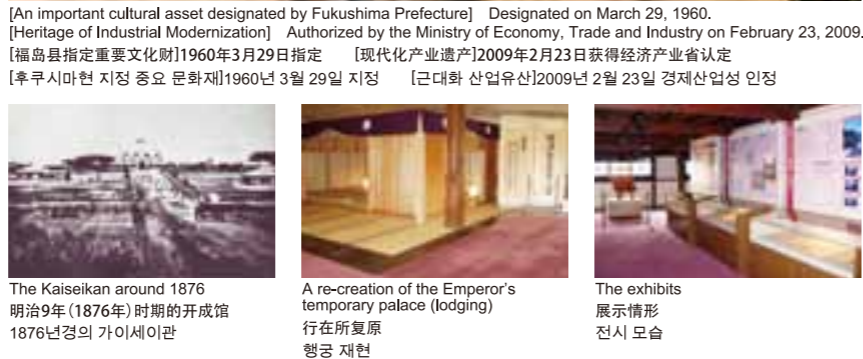 [An important cultural asset designated by Fukushima Prefecture] Designated on March 29, 1960.
[Heritage of Industrial Modernization] Authorized by the Ministry of Economy, Trade and Industry on February 23, 2009.
[福岛县指定重要文化财]1960年3月29日指定 [现代化产业遗产]2009年2月23日获得经济产业省认定
[후쿠시마현 지정 중요 문화재]1960년 3월 29일 지정 [근대화 산업유산]2009년 2월 23일 경제산업성 인정
The Kaiseikan around 1876
明治9年(1876年)时期的开成馆
1876년경의 가이세이관
A re-creation of the Emperor's
temporary palace (lodging)
行在所复原
행궁 재현
The exhibits
展示情形
전시 모습